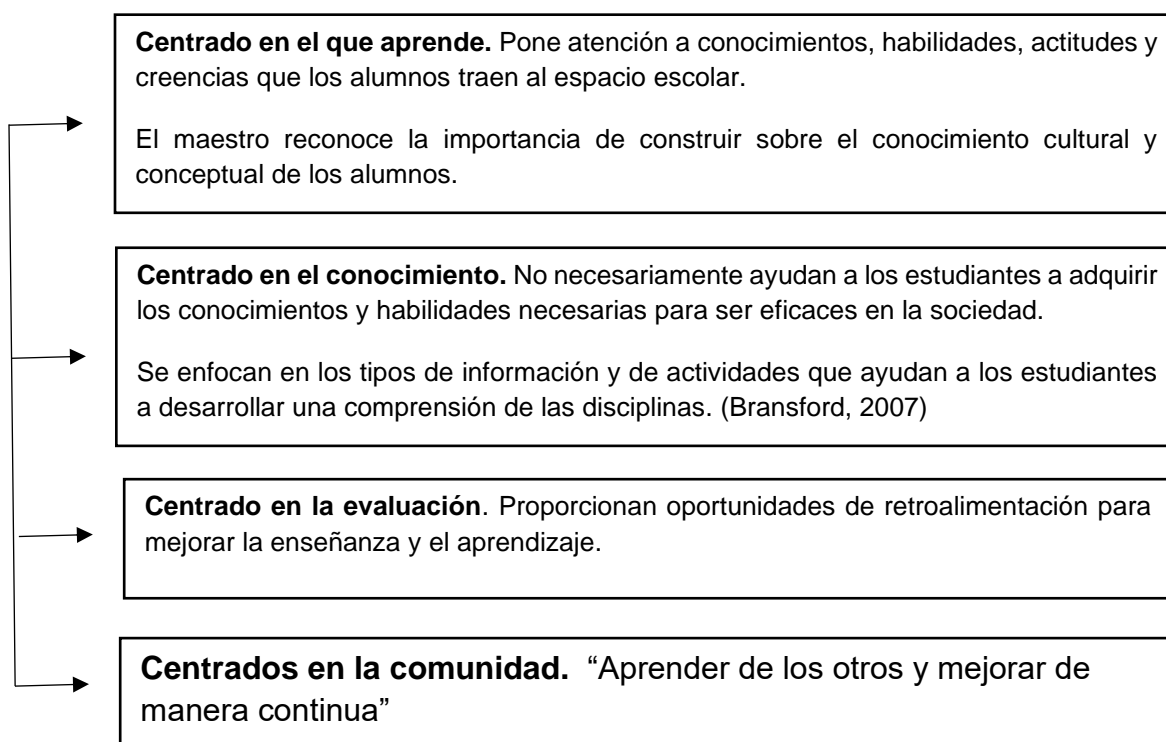 Centrado en el que aprende. Pone atención a conocimientos, habilidades, actitudes y
creencias que los alumnos traen al espacio escolar.
El maestro reconoce la importancia de construir sobre el conocimiento cultural y
conceptual de los alumnos.
Centrado en el conocimiento. No necesariamente ayudan a los estudiantes a adquirir
los conocimientos y habilidades necesarias para ser eficaces en la sociedad.
Se enfocan en los tipos de información y de actividades que ayudan a los estudiantes
a desarrollar una comprensión de las disciplinas. (Bransford, 2007)
Centrado en la evaluación. Proporcionan oportunidades de retroalimentación para
mejorar la enseñanza y el aprendizaje.
Centrados en la comunidad. “Aprender de los otros y mejorar de
manera continua”